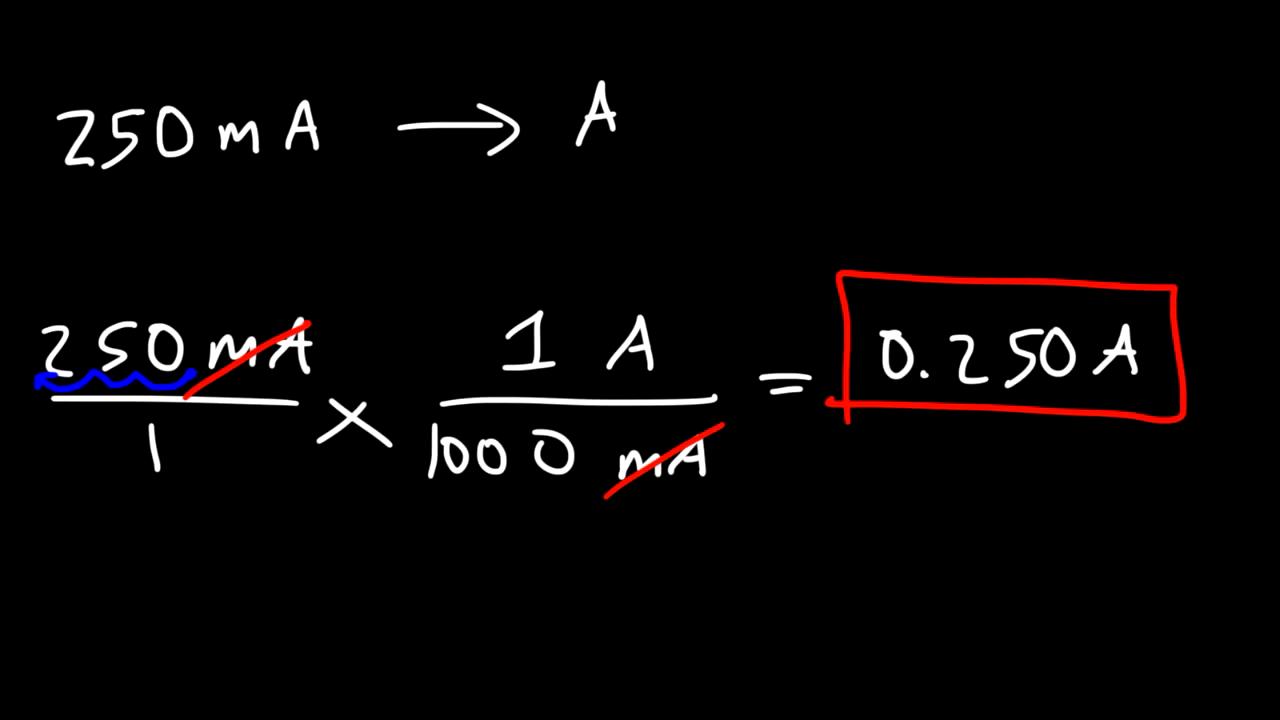 250 mA → A
250 mA / 1 × 1 A / 1000 mA = 0.250 A